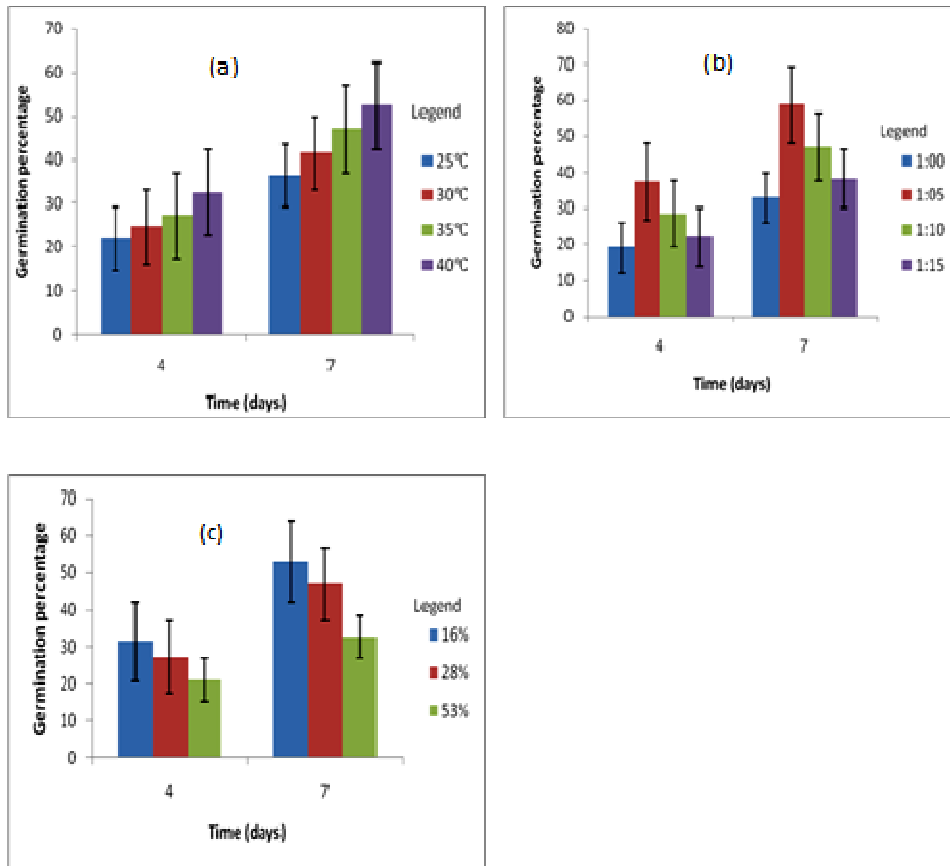 70
60
50
40
30
20
10
0
Germination percentage
(a)
4
7
Time (days)
Legend
25°C
30°C
35°C
40°C
80
70
60
50
40
30
20
10
0
Germination percentage
(b)
4
7
Time (days)
Legend
1:00
1:05
1:10
1:15
70
60
50
40
30
20
10
0
Germination percentage
(c)
4
7
Time (days)
Legend
16%
28%
53%